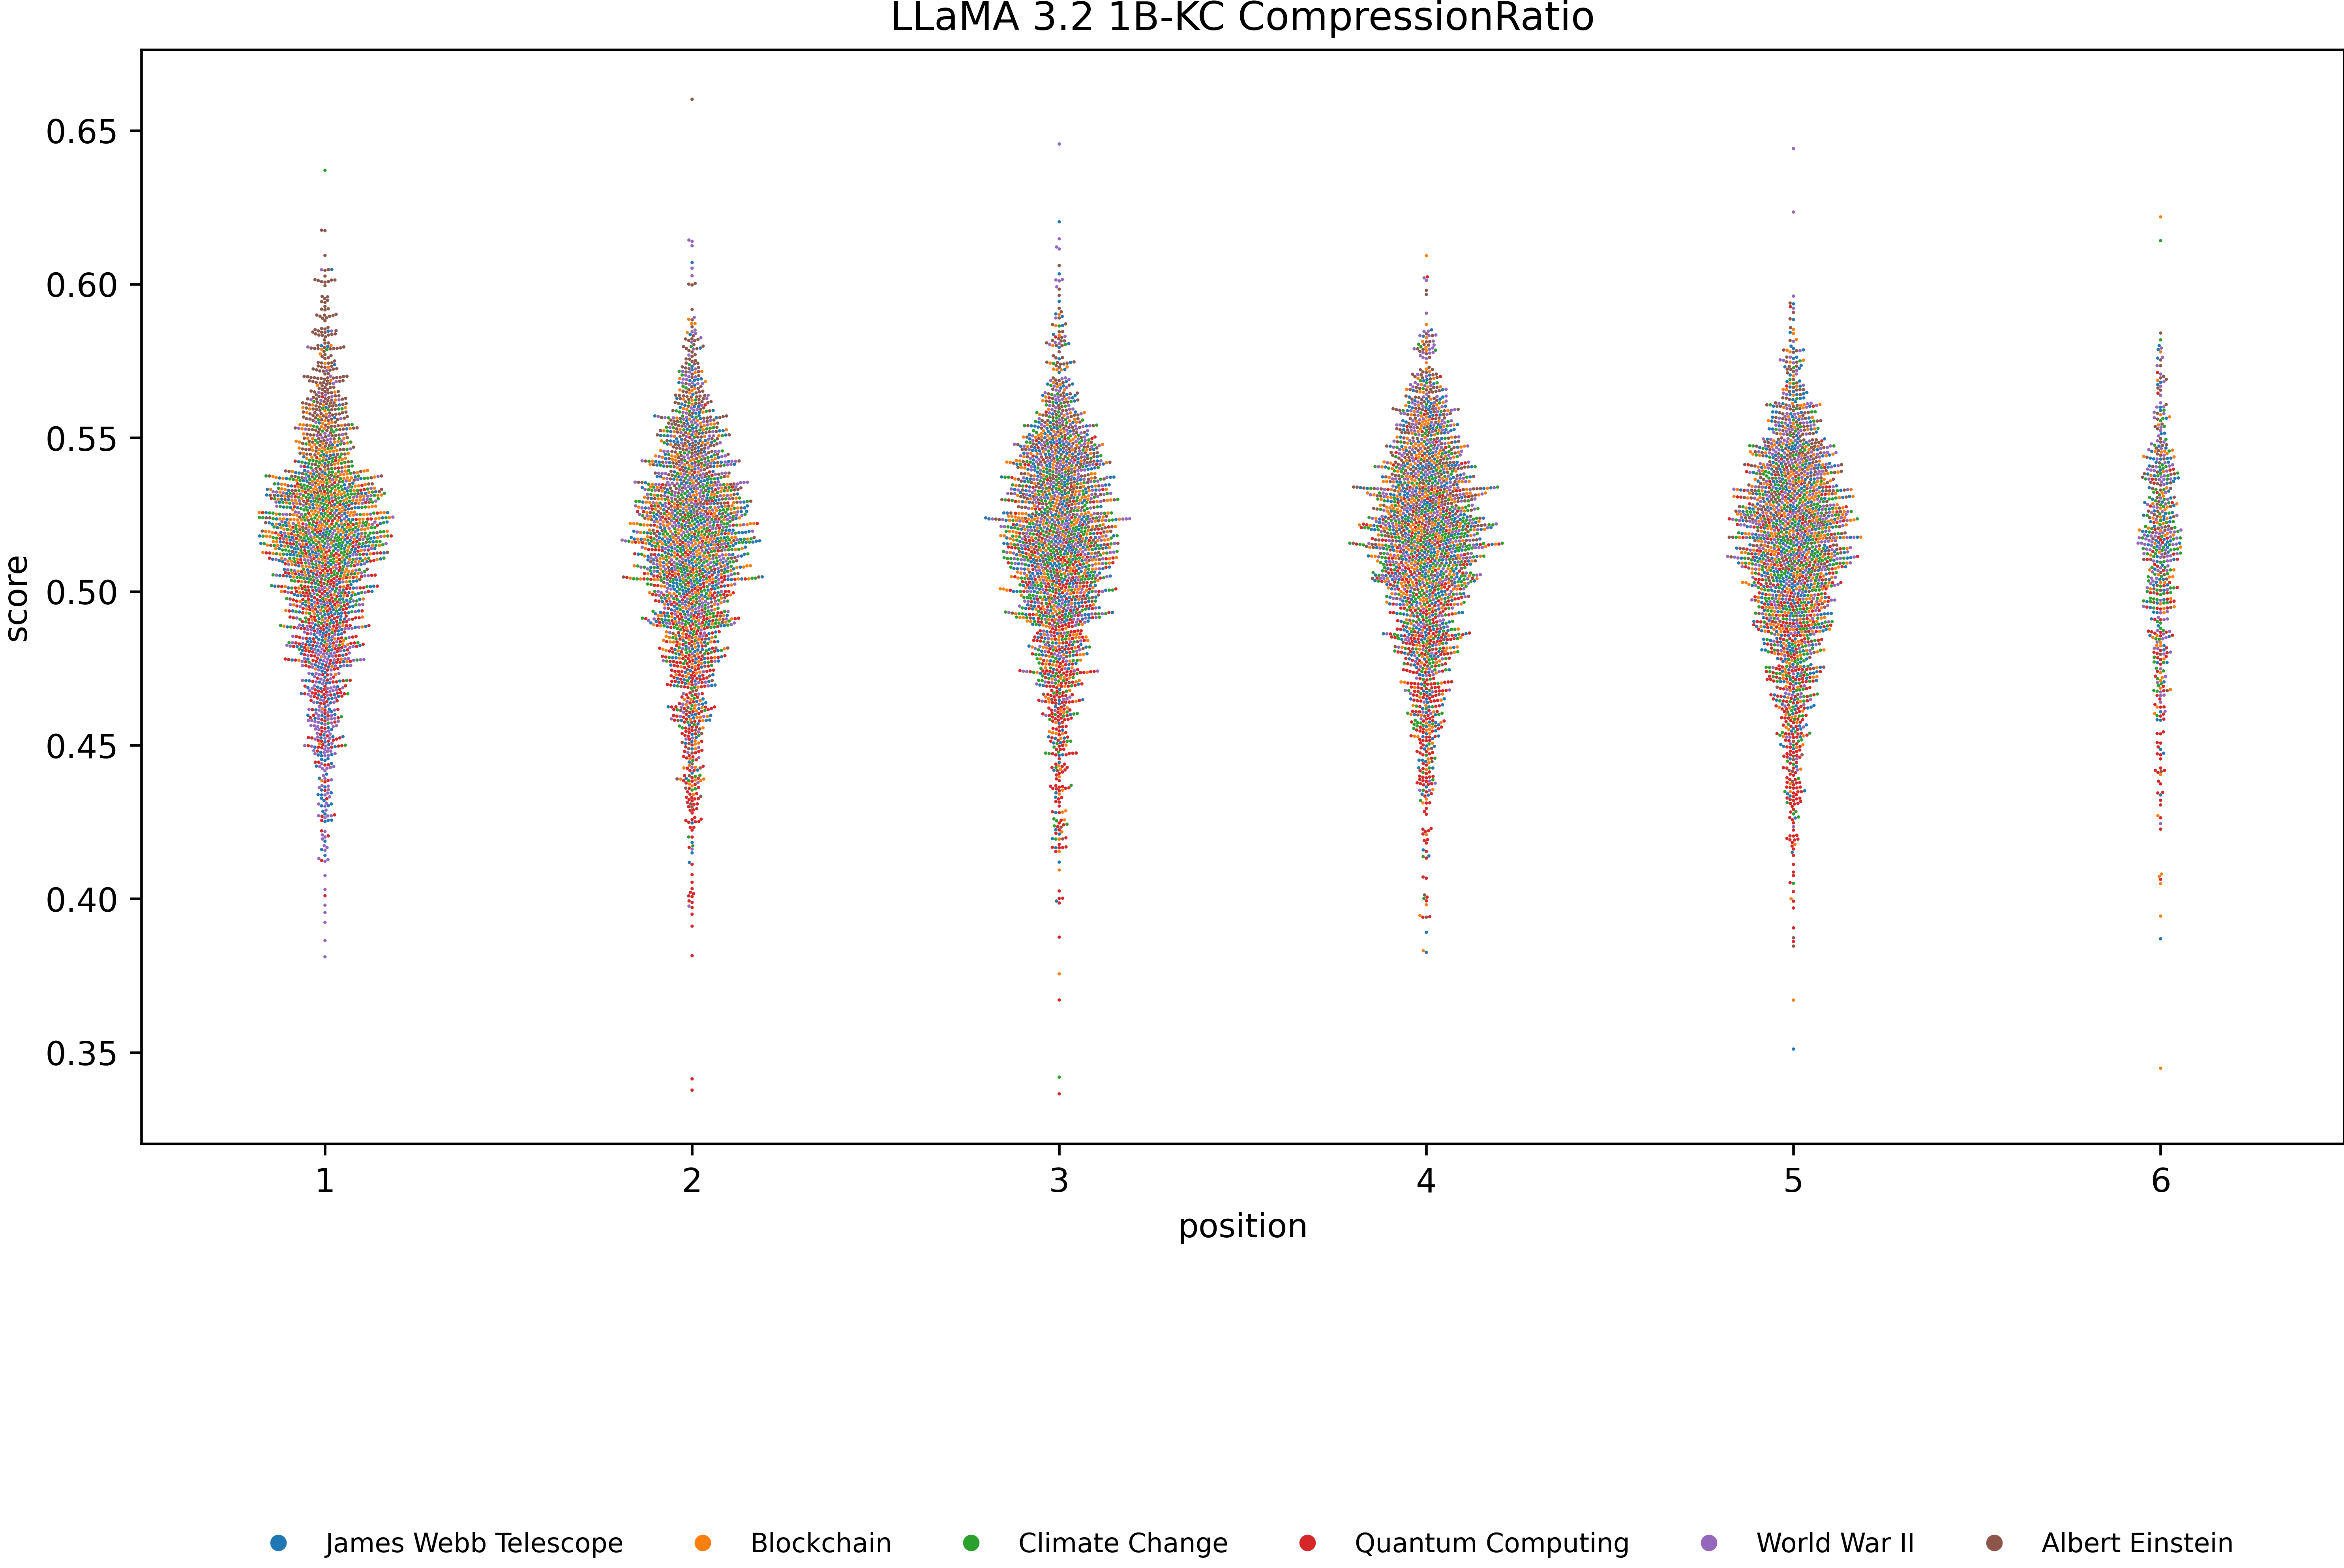 LLaMA 3.2 1B-KC CompressionRatio
0.65
0.60
0.55
0.50
0.45
0.40
0.35
score
1 2 3 4 5 6
position
James Webb Telescope Blockchain Climate Change Quantum Computing World War II Albert Einstein